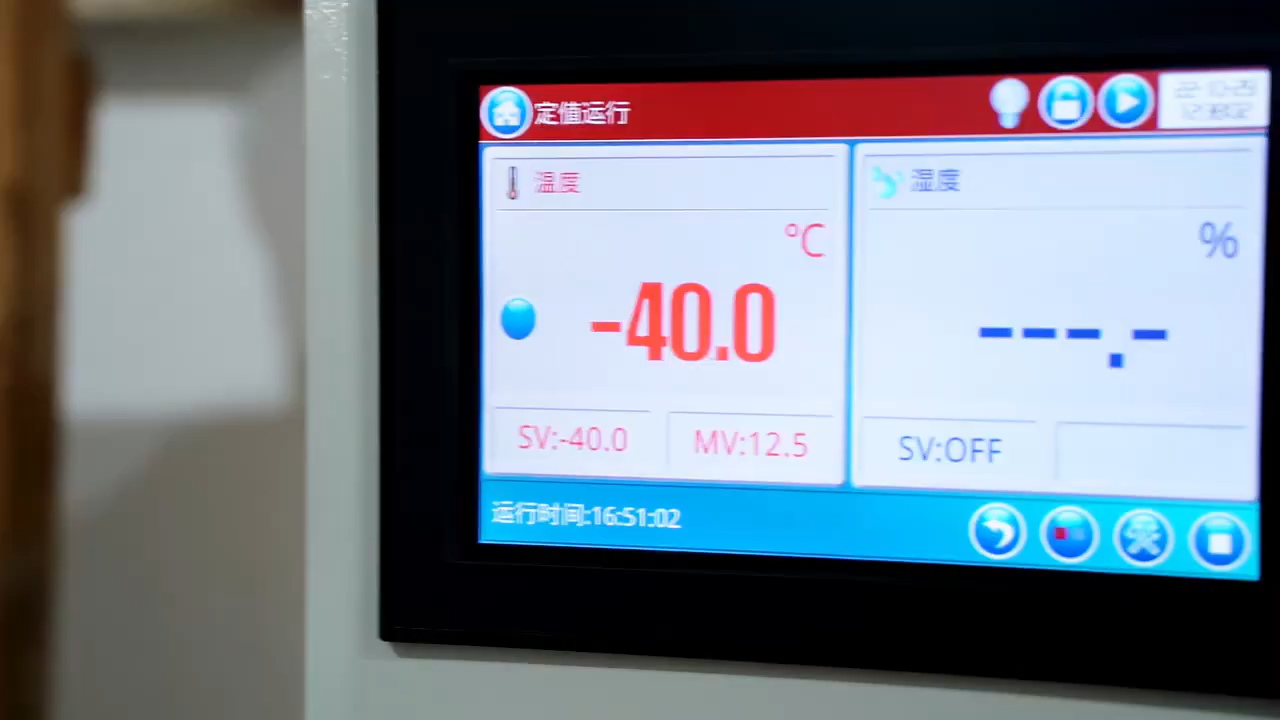 定值运行
温度
℃
-40.0
SV:-40.0
MV:12.5
湿度
%
---.-
SV:OFF
运行时间:16:51:02